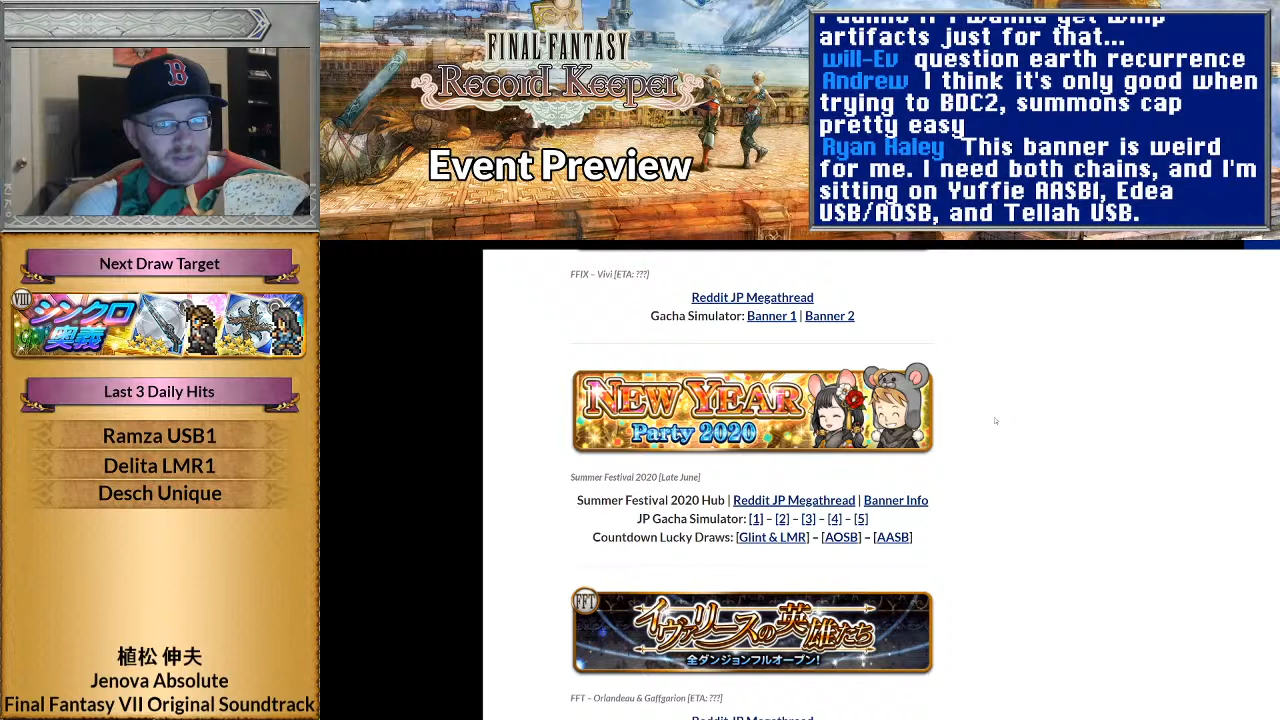 FINAL FANTASY
Record Keeper
Event Preview
artifacts just for that...
will-Ev question earth recurrence
Andrew I think it's only good when
trying to BDC2, summons cap
pretty easy
Ryan Haley This banner is weird
for me. I need both chains, and I'm
sitting on Yuffie AASB1, Edea
USB/AOSB, and Tellah USB.
Next Draw Target
VIII
シンクロ
奥義
Last 3 Daily Hits
Ramza USB1
Delita LMR1
Desch Unique
植松 伸夫
Jenova Absolute
Final Fantasy VII Original Soundtrack
FFIX – Vivi [ETA: ???]
Reddit JP Megathread
Gacha Simulator: Banner 1 | Banner 2
NEW YEAR
Party 2020
Summer Festival 2020 [Late June]
Summer Festival 2020 Hub | Reddit JP Megathread | Banner Info
JP Gacha Simulator: [1] – [2] – [3] – [4] – [5]
Countdown Lucky Draws: [Glint & LMR] – [AOSB] – [AASB]
FFT
イヴァリースの英雄たち
全ダンジョンフルオープン!
FFT – Orlandeau & Gaffgarion [ETA: ???]
Reddit JP Megathread